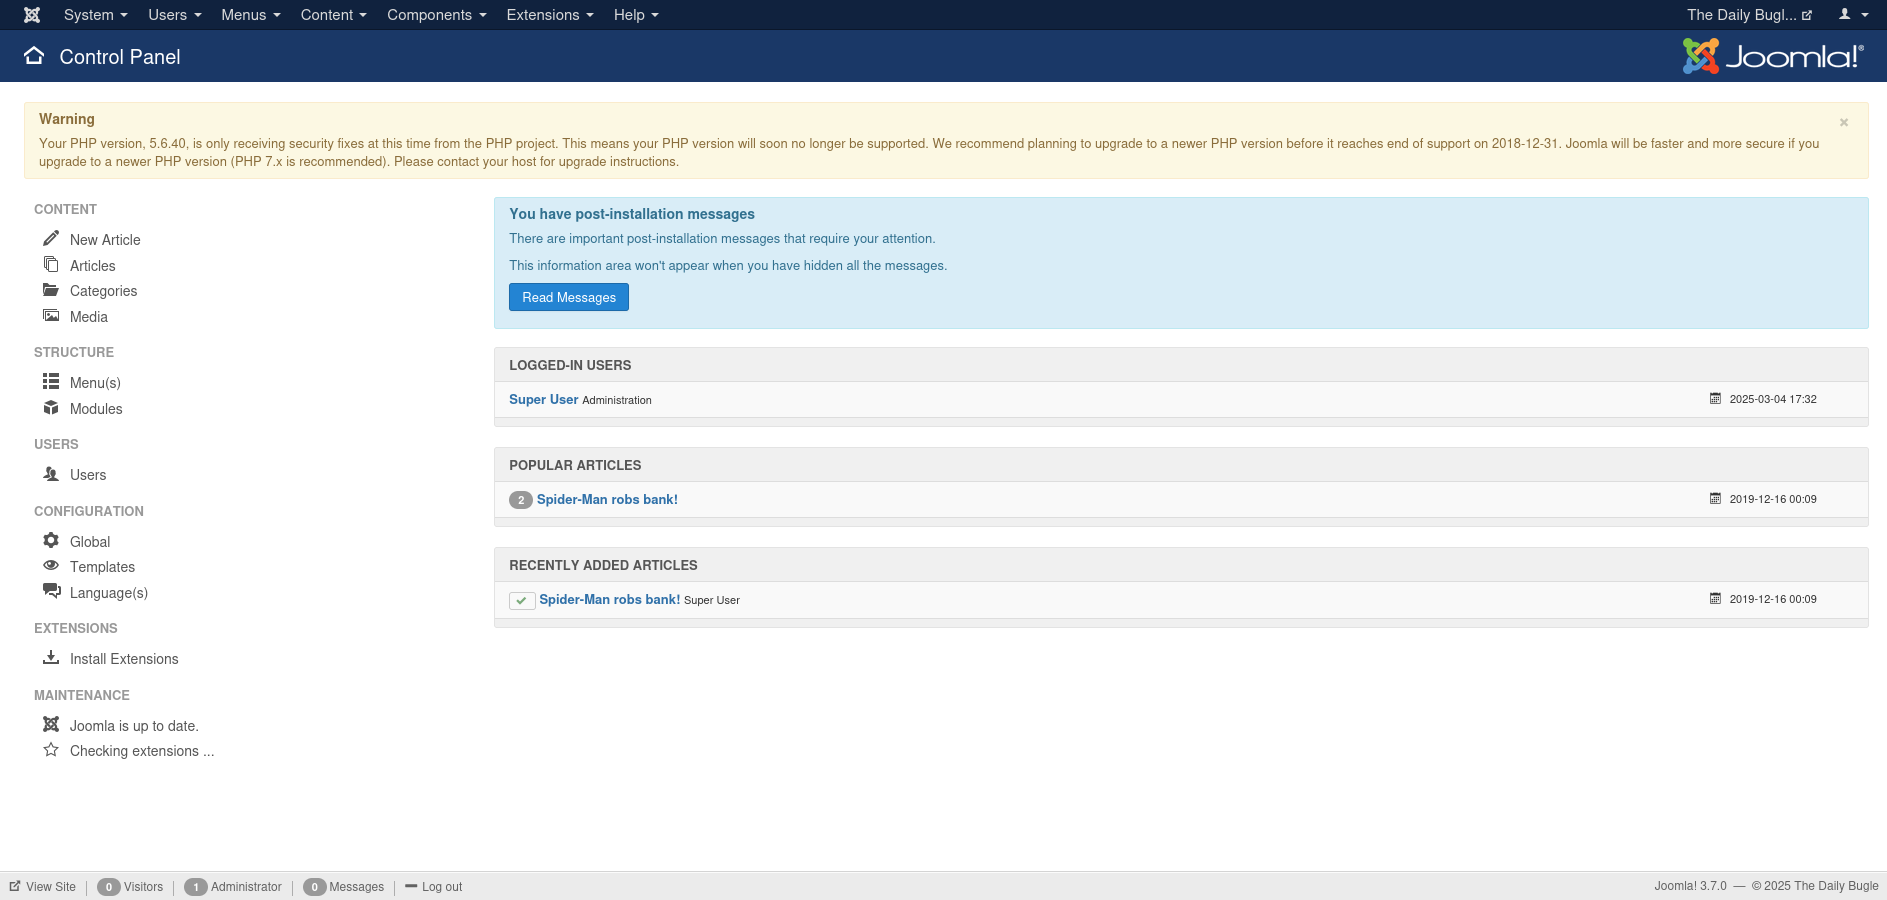 System Users Menus Content Components Extensions Help The Daily Bugl...
Control Panel Joomla!®
Warning
×
Your PHP version, 5.6.40, is only receiving security fixes at this time from the PHP project. This means your PHP version will soon no longer be supported. We recommend planning to upgrade to a newer PHP version before it reaches end of support on 2018-12-31. Joomla will be faster and more secure if you
upgrade to a newer PHP version (PHP 7.x is recommended). Please contact your host for upgrade instructions.
CONTENT
New Article
Articles
Categories
Media
STRUCTURE
Menu(s)
Modules
USERS
Users
CONFIGURATION
Global
Templates
Language(s)
EXTENSIONS
Install Extensions
MAINTENANCE
Joomla is up to date.
Checking extensions ...
You have post-installation messages
There are important post-installation messages that require your attention.
This information area won't appear when you have hidden all the messages.
Read Messages
LOGGED-IN USERS
Super User Administration 2025-03-04 17:32
POPULAR ARTICLES
2 Spider-Man robs bank! 2019-12-16 00:09
RECENTLY ADDED ARTICLES
Spider-Man robs bank! Super User 2019-12-16 00:09
View Site 0 Visitors 1 Administrator 0 Messages Log out Joomla! 3.7.0 — © 2025 The Daily Bugle